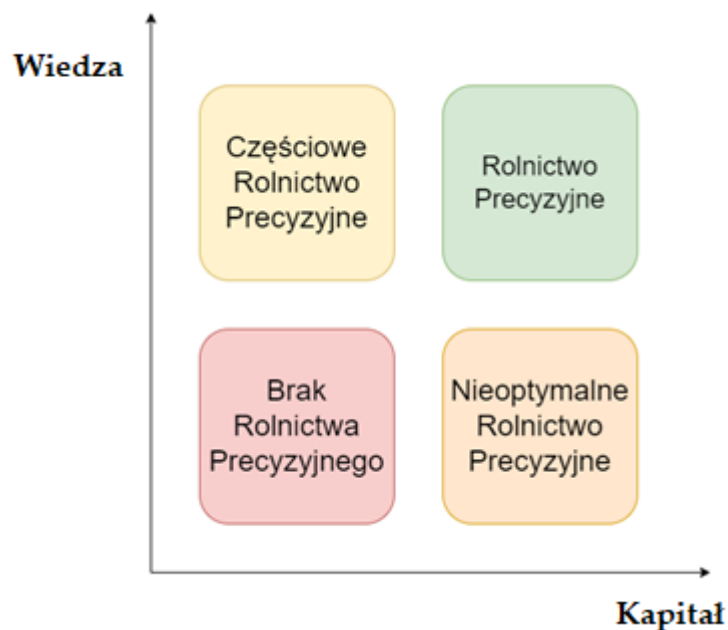 Wiedza
Częściowe
Rolnictwo
Precyzyjne
Rolnictwo
Precyzyjne
Brak
Rolnictwa
Precyzyjnego
Nieoptymalne
Rolnictwo
Precyzyjne
Kapitał